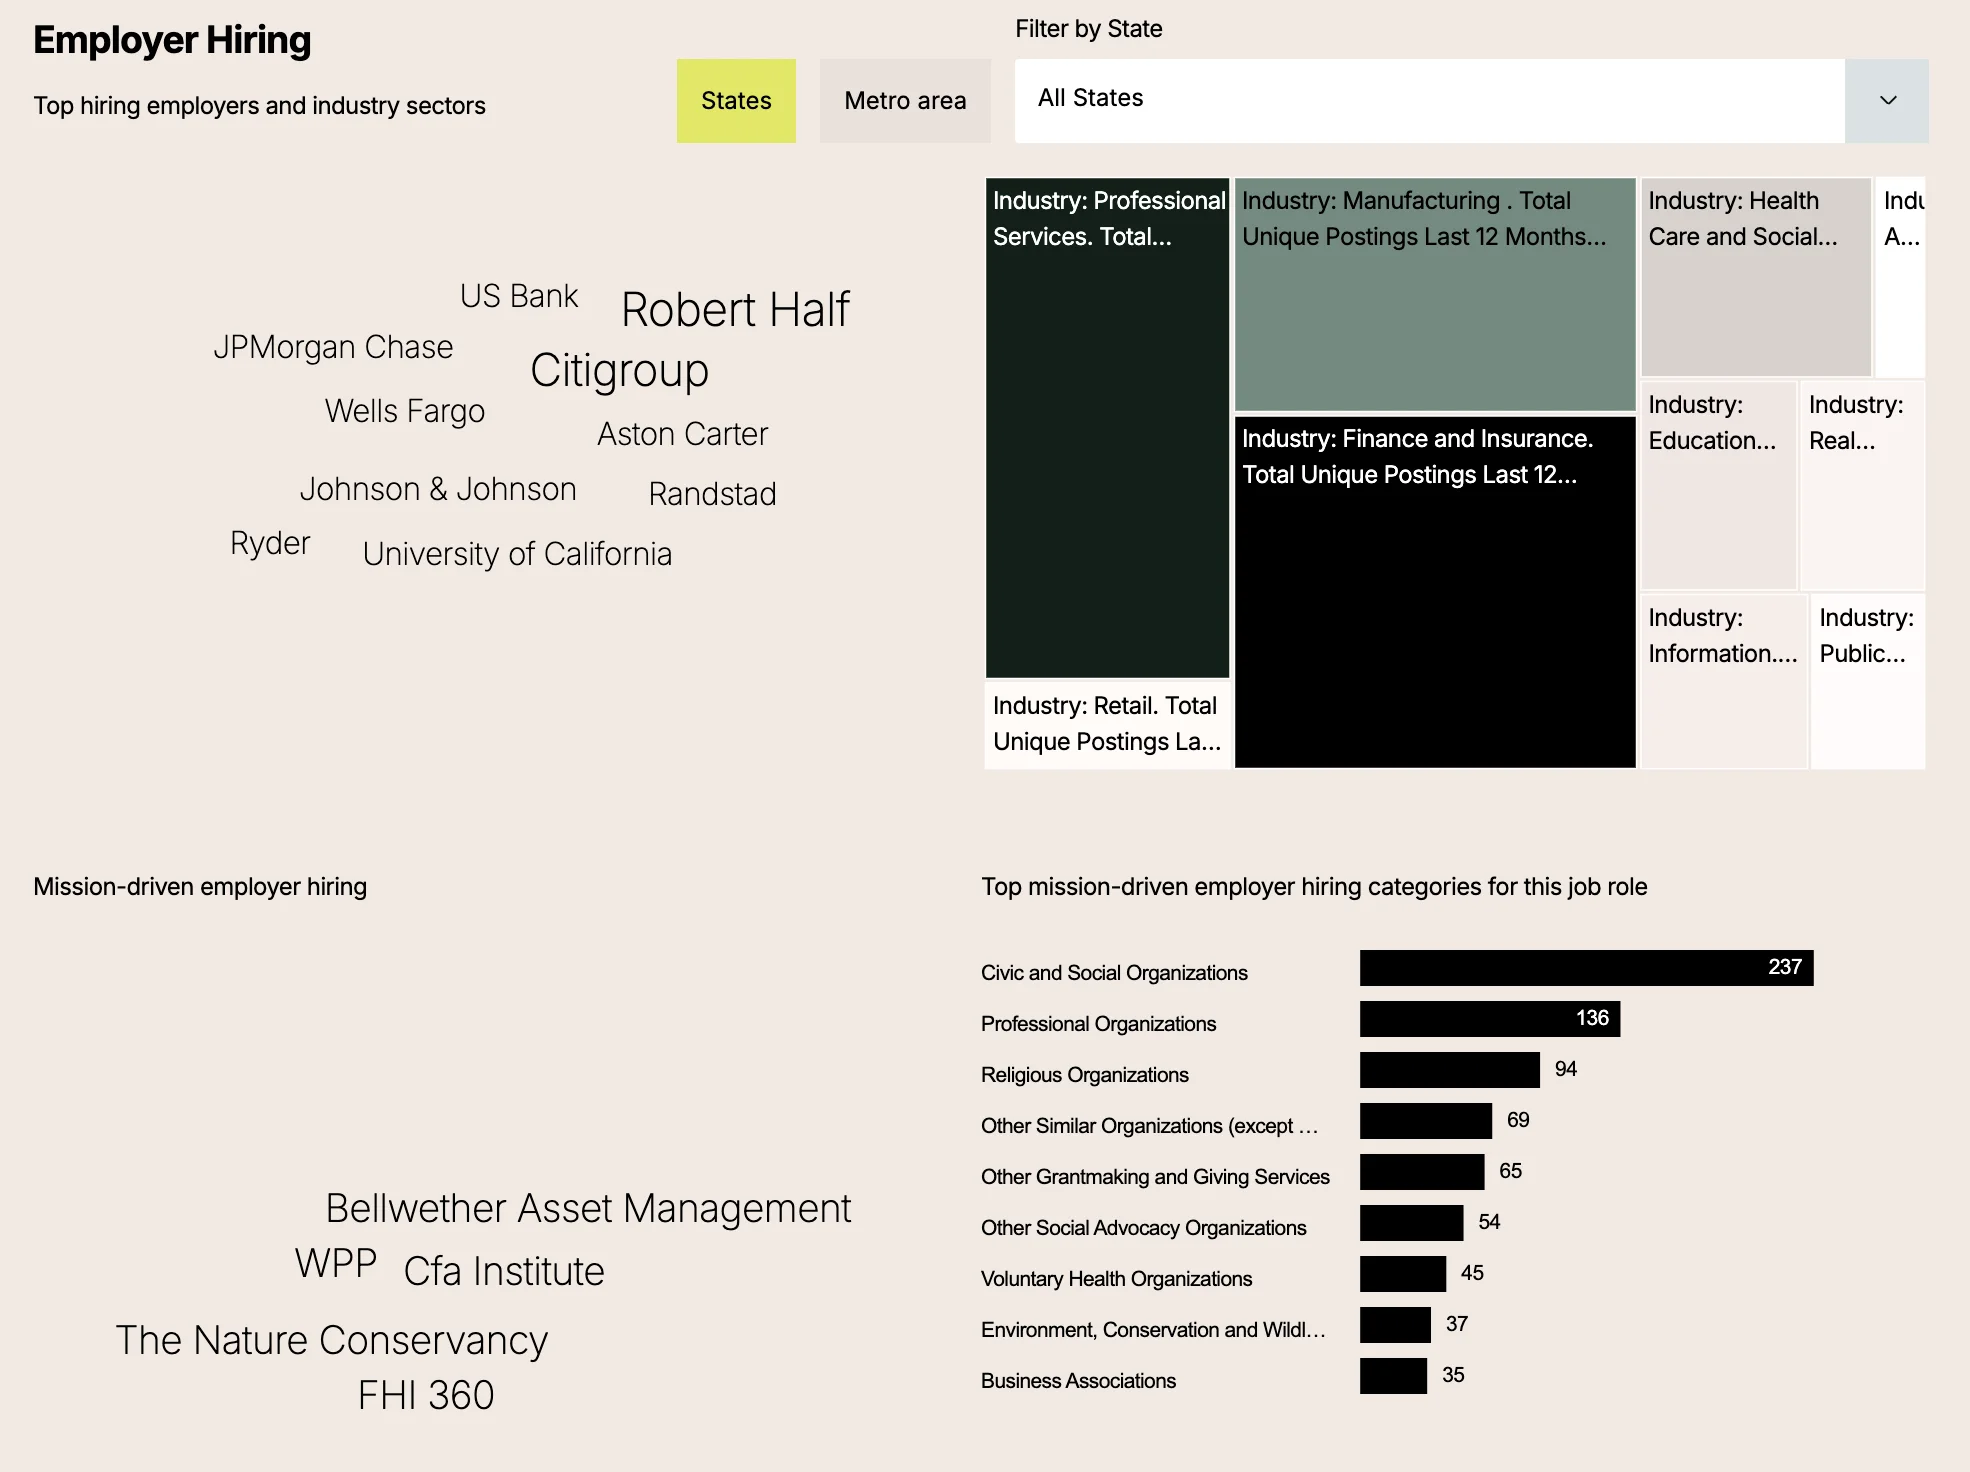 Employer Hiring
Top hiring employers and industry sectors
States
Metro area
Filter by State
All States
US Bank
Robert Half
JPMorgan Chase
Citigroup
Wells Fargo
Aston Carter
Johnson & Johnson
Randstad
Ryder
University of California
Industry: Professional
Services. Total...
Industry: Retail. Total
Unique Postings La...
Industry: Manufacturing . Total
Unique Postings Last 12 Months...
Industry: Finance and Insurance.
Total Unique Postings Last 12...
Industry: Health
Care and Social...
Indu
A...
Industry:
Education...
Industry:
Real...
Industry:
Information....
Industry:
Public...
Mission-driven employer hiring
Bellwether Asset Management
WPP
Cfa Institute
The Nature Conservancy
FHI 360
Top mission-driven employer hiring categories for this job role
Civic and Social Organizations 237
Professional Organizations 136
Religious Organizations 94
Other Similar Organizations (except ... 69
Other Grantmaking and Giving Services 65
Other Social Advocacy Organizations 54
Voluntary Health Organizations 45
Environment, Conservation and Wildl... 37
Business Associations 35